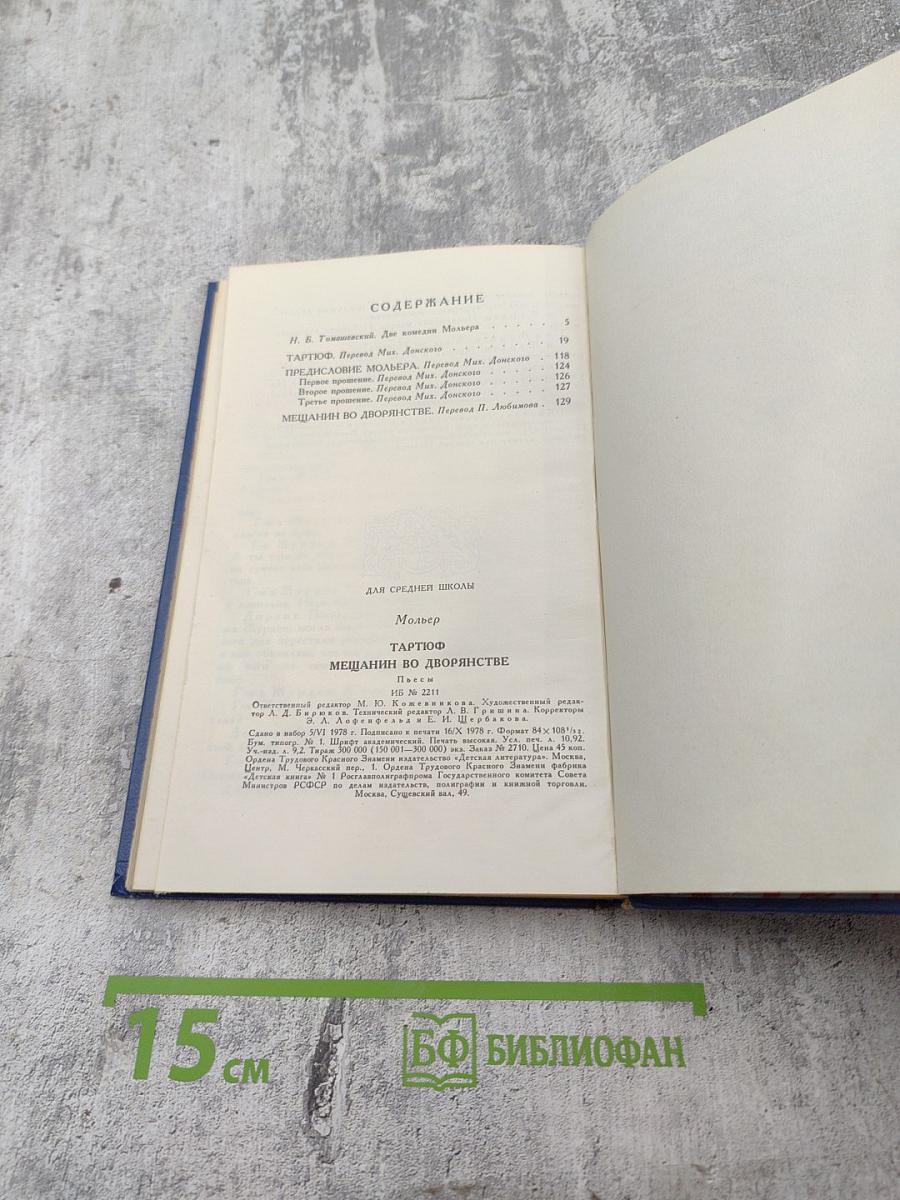 СОДЕРЖАНИЕ
Н. Б. Томашевский. Две комедии Мольера . . . . . 5
ТАРТЮФ. Перевод Мих. Донского . . . . . . . 19
ПРЕДИСЛОВИЕ МОЛЬЕРА. Перевод Мих. Донского . 118
Первое прошение. Перевод Мих. Донского . . . . . 124
Второе прошение. Перевод Мих. Донского . . . . . 126
Третье прошение. Перевод Мих. Донского . . . . . 127
МЕЩАНИН ВО ДВОРЯНСТВЕ. Перевод П. Любимова . 129
ДЛЯ СРЕДНЕЙ ШКОЛЫ
Мольер
ТАРТЮФ
МЕЩАНИН ВО ДВОРЯНСТВЕ
Пьесы
ИБ № 2211
Ответственный редактор М. Ю. Кожевникова. Художественный редак-
тор Л. Д. Бирюков. Технический редактор Л. В. Гришина. Корректоры
Э. Л. Лофенфельд и Е. И. Щербакова.
Сдано в набор 5/VI 1978 г. Подписано к печати 16/X 1978 г. Формат 84×108¹/₃₂.
Бум. типогр. № 1. Шрифт академический. Печать высокая. Усл. печ. л. 10,92.
Уч.-изд. л. 9,2. Тираж 300 000 (150 001—300 000) экз. Заказ № 2710. Цена 45 коп.
Ордена Трудового Красного Знамени издательство «Детская литература». Москва,
Центр, М. Черкасский пер., 1. Ордена Трудового Красного Знамени фабрика
«Детская книга» № 1 Росглавполиграфпрома Государственного комитета Совета
Министров РСФСР по делам издательств, полиграфии и книжной торговли.
Москва, Сущевский вал, 49.
15 см
БФ БИБЛИОФАН